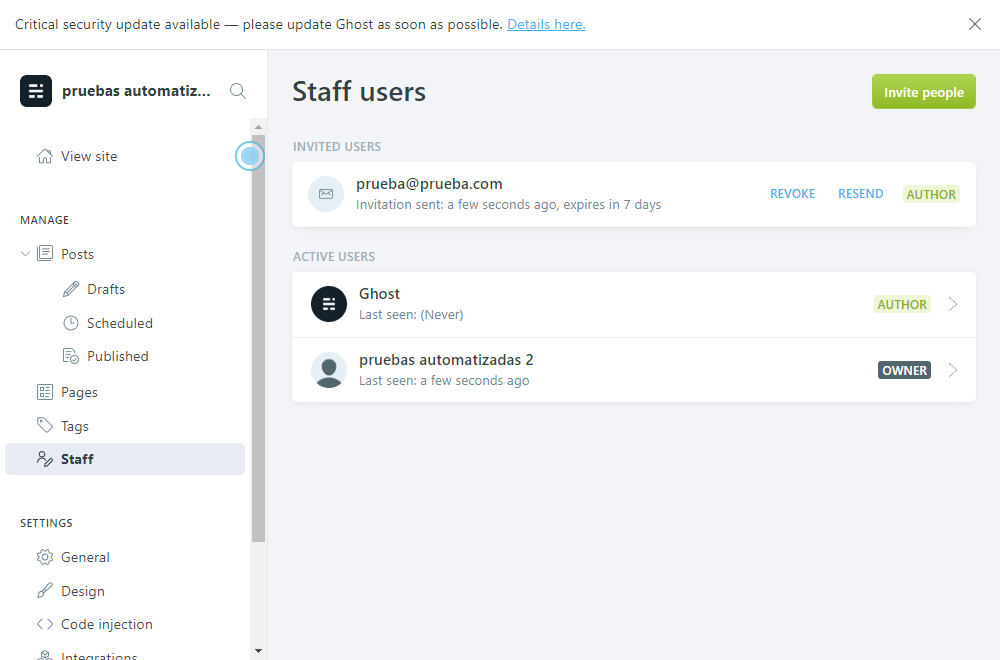 Critical security update available — please update Ghost as soon as possible. Details here.
pruebas automatiz...
View site
MANAGE
Posts
Drafts
Scheduled
Published
Pages
Tags
Staff
SETTINGS
General
Design
Code injection
Integrations
Staff users
Invite people
INVITED USERS
prueba@prueba.com
Invitation sent: a few seconds ago, expires in 7 days
REVOKE RESEND AUTHOR
ACTIVE USERS
Ghost
Last seen: (Never)
AUTHOR
pruebas automatizadas 2
Last seen: a few seconds ago
OWNER